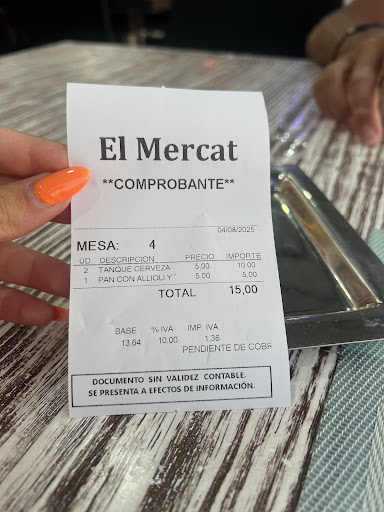 El Mercat
**COMPROBANTE**
04/08/2025
MESA: 4
UD DESCRIPCION PRECIO IMPORTE
2 TANQUE CERVEZA 5,00 10,00
1 PAN CON ALLIOLI Y T 5,00 5,00
TOTAL 15,00
BASE % IVA IMP. IVA
13,64 10,00 1,36
PENDIENTE DE COBR
DOCUMENTO SIN VALIDEZ CONTABLE.
SE PRESENTA A EFECTOS DE INFORMACIÓN.